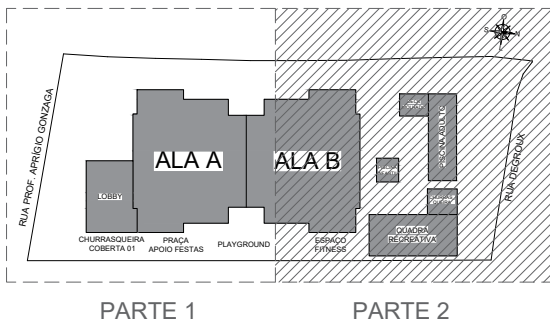 O
S
N
L
RUA PROF. APRÍGIO GONZAGA
ALA A
ALA B
LOBBY
PISCINA ADULTO
RUA DEGROUX
QUADRA
RECREATIVA
CHURRASQUEIRA
COBERTA 01
PRAÇA
APOIO FESTAS
PLAYGROUND
ESPAÇO
FITNESS
PARTE 1
PARTE 2